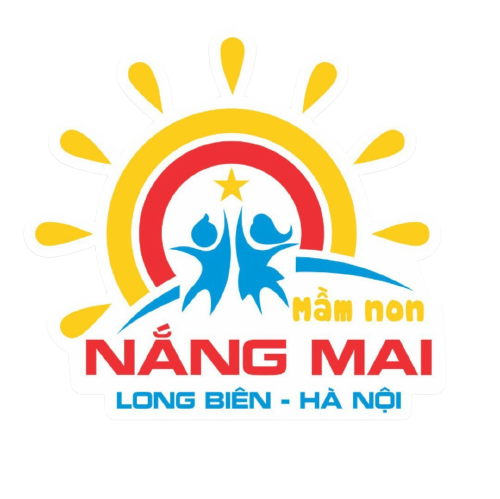 Mầm non
NẮNG MAI
LONG BIÊN - HÀ NỘI